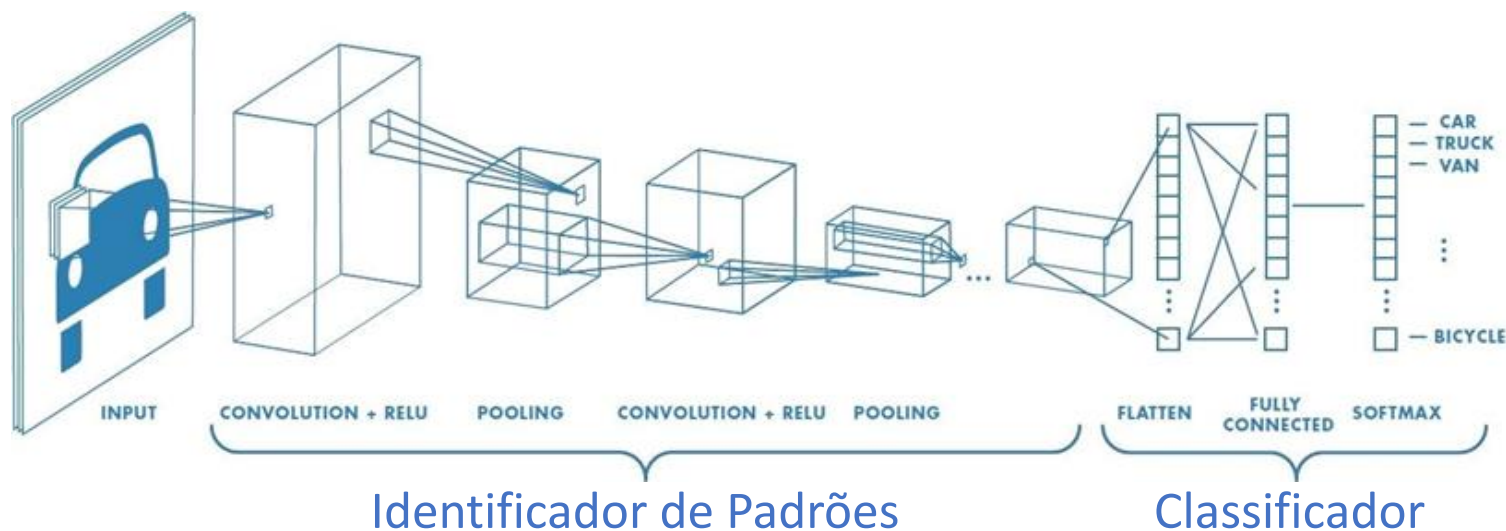 CAR
TRUCK
VAN
BICYCLE
INPUT
CONVOLUTION + RELU
POOLING
CONVOLUTION + RELU
POOLING
FLATTEN
FULLY
CONNECTED
SOFTMAX
Identificador de Padrões
Classificador